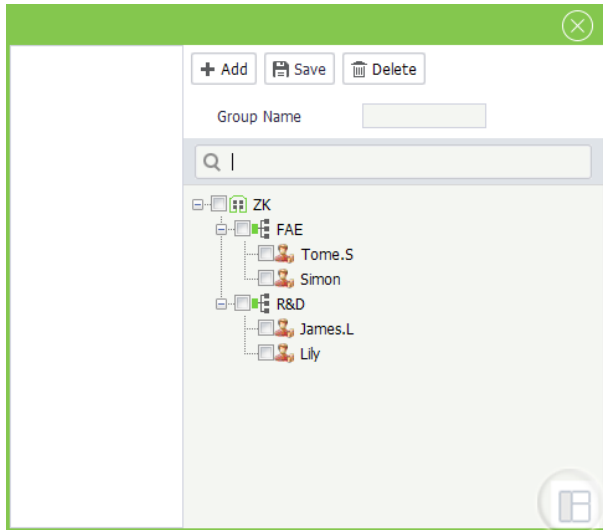 Add Save Delete
Group Name
ZK
FAE
Tome.S
Simon
R&D
James.L
Lily